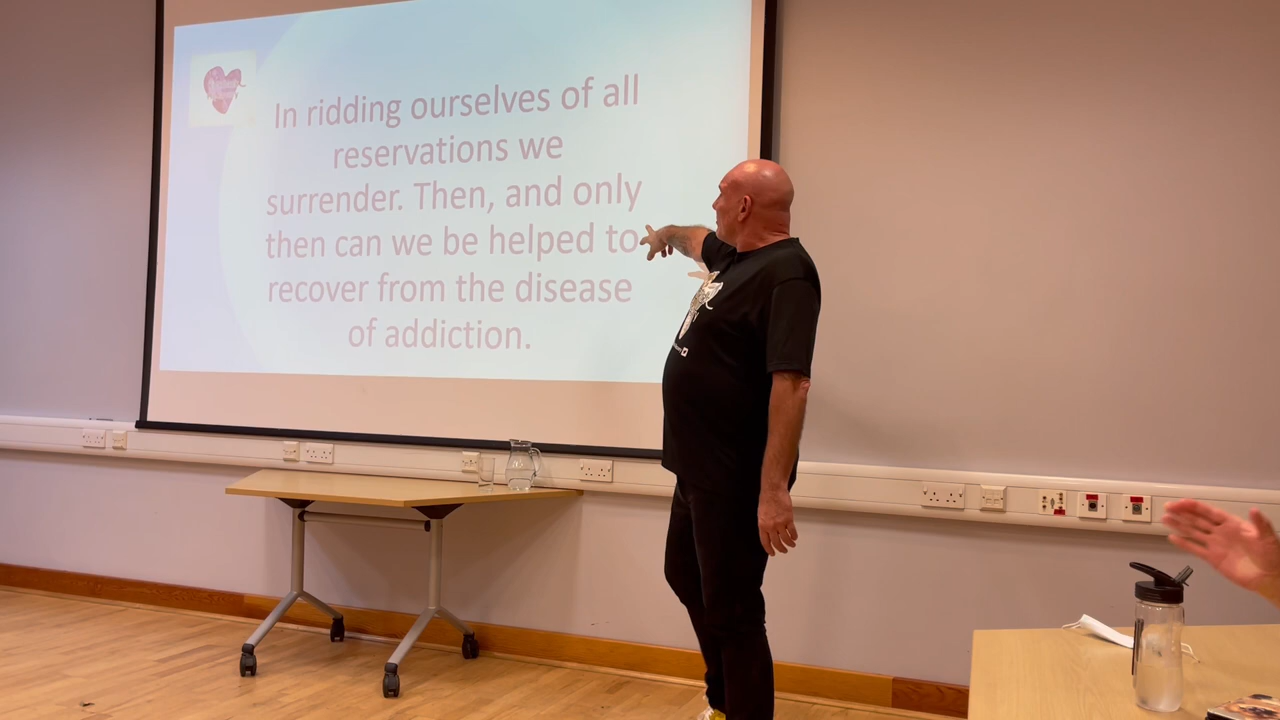 In ridding ourselves of all
reservations we
surrender. Then, and only
then can we be helped to
recover from the disease
of addiction.